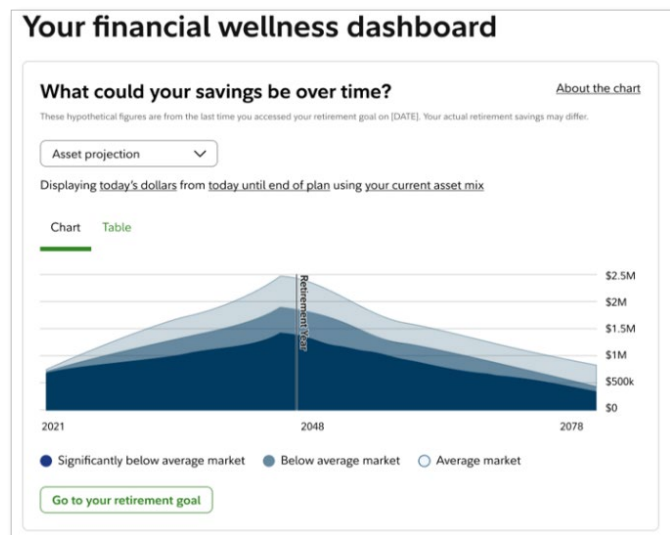 Your financial wellness dashboard
What could your savings be over time?
About the chart
These hypothetical figures are from the last time you accessed your retirement goal on [DATE]. Your actual retirement savings may differ.
Asset projection
Displaying today's dollars from today until end of plan using your current asset mix
Chart
Table
$2.5M
$2M
$1.5M
$1M
$500k
$0
Retirement Year
2021
2048
2078
Significantly below average market
Below average market
Average market
Go to your retirement goal